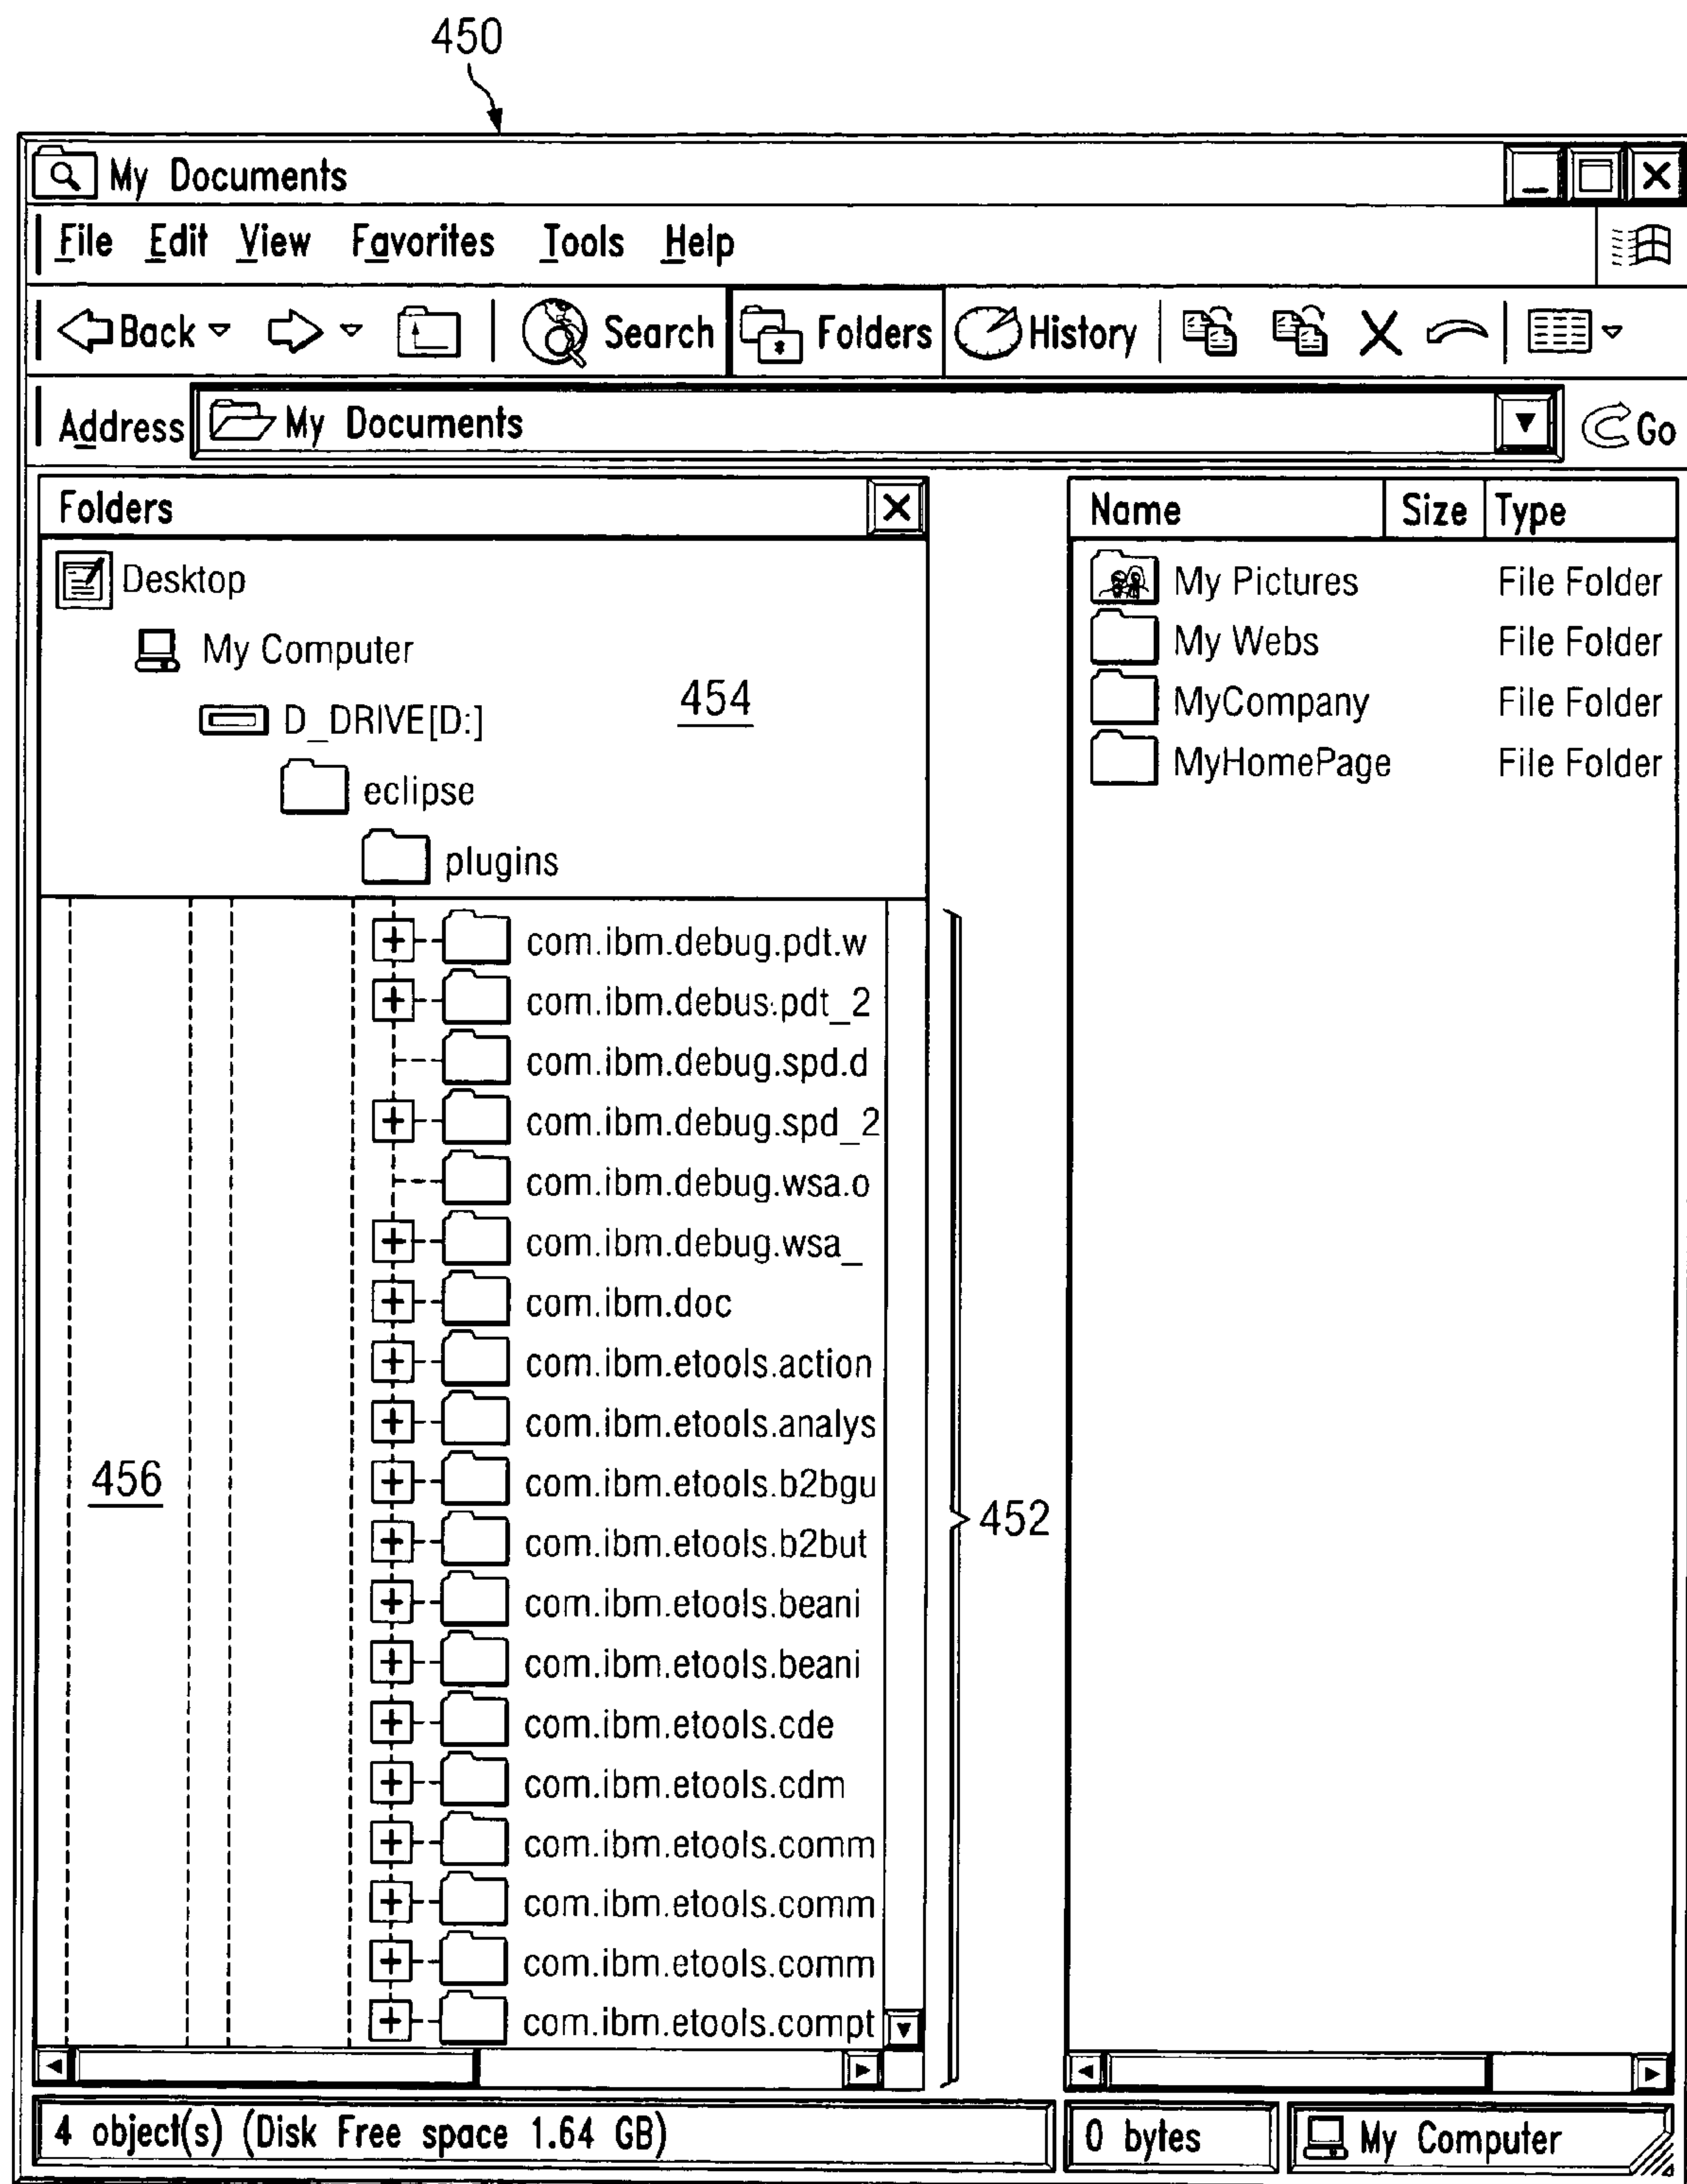 450
My Documents
File Edit View Favorites Tools Help
Back Search Folders History
Address My Documents Go
Folders
Desktop
My Computer
D_DRIVE[D:]
454
eclipse
plugins
com.ibm.debug.pdt.w
com.ibm.debus.pdt_2
com.ibm.debug.spd.d
com.ibm.debug.spd_2
com.ibm.debug.wsa.o
com.ibm.debug.wsa_
com.ibm.doc
com.ibm.etools.action
com.ibm.etools.analys
com.ibm.etools.b2bgu
com.ibm.etools.b2but
com.ibm.etools.beani
com.ibm.etools.beani
com.ibm.etools.cde
com.ibm.etools.cdm
com.ibm.etools.comm
com.ibm.etools.comm
com.ibm.etools.comm
com.ibm.etools.compt
456
452
Name Size Type
My Pictures File Folder
My Webs File Folder
MyCompany File Folder
MyHomePage File Folder
4 object(s) (Disk Free space 1.64 GB) 0 bytes My Computer